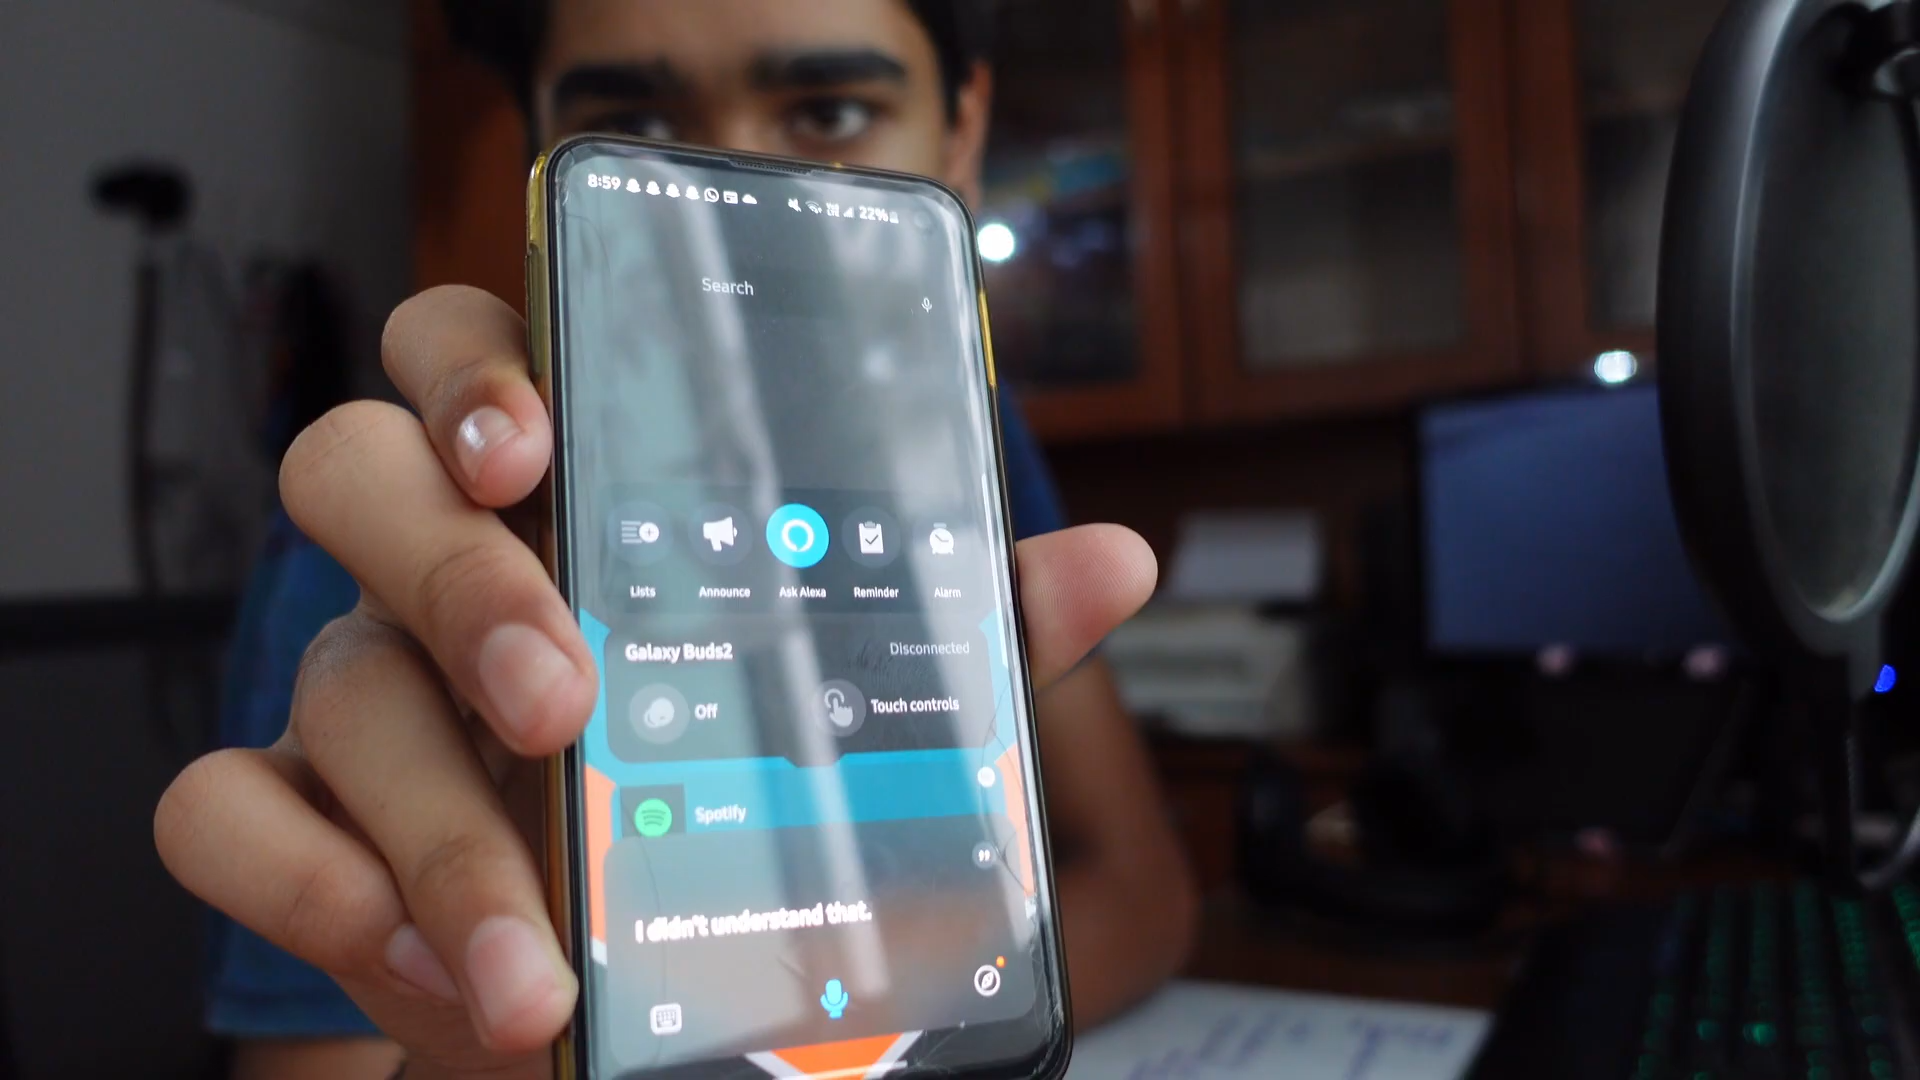 8:59 22%
Search
Lists Announce Ask Alexa Reminder Alarm
Galaxy Buds2 Disconnected
Off Touch controls
Spotify
I didn't understand that.